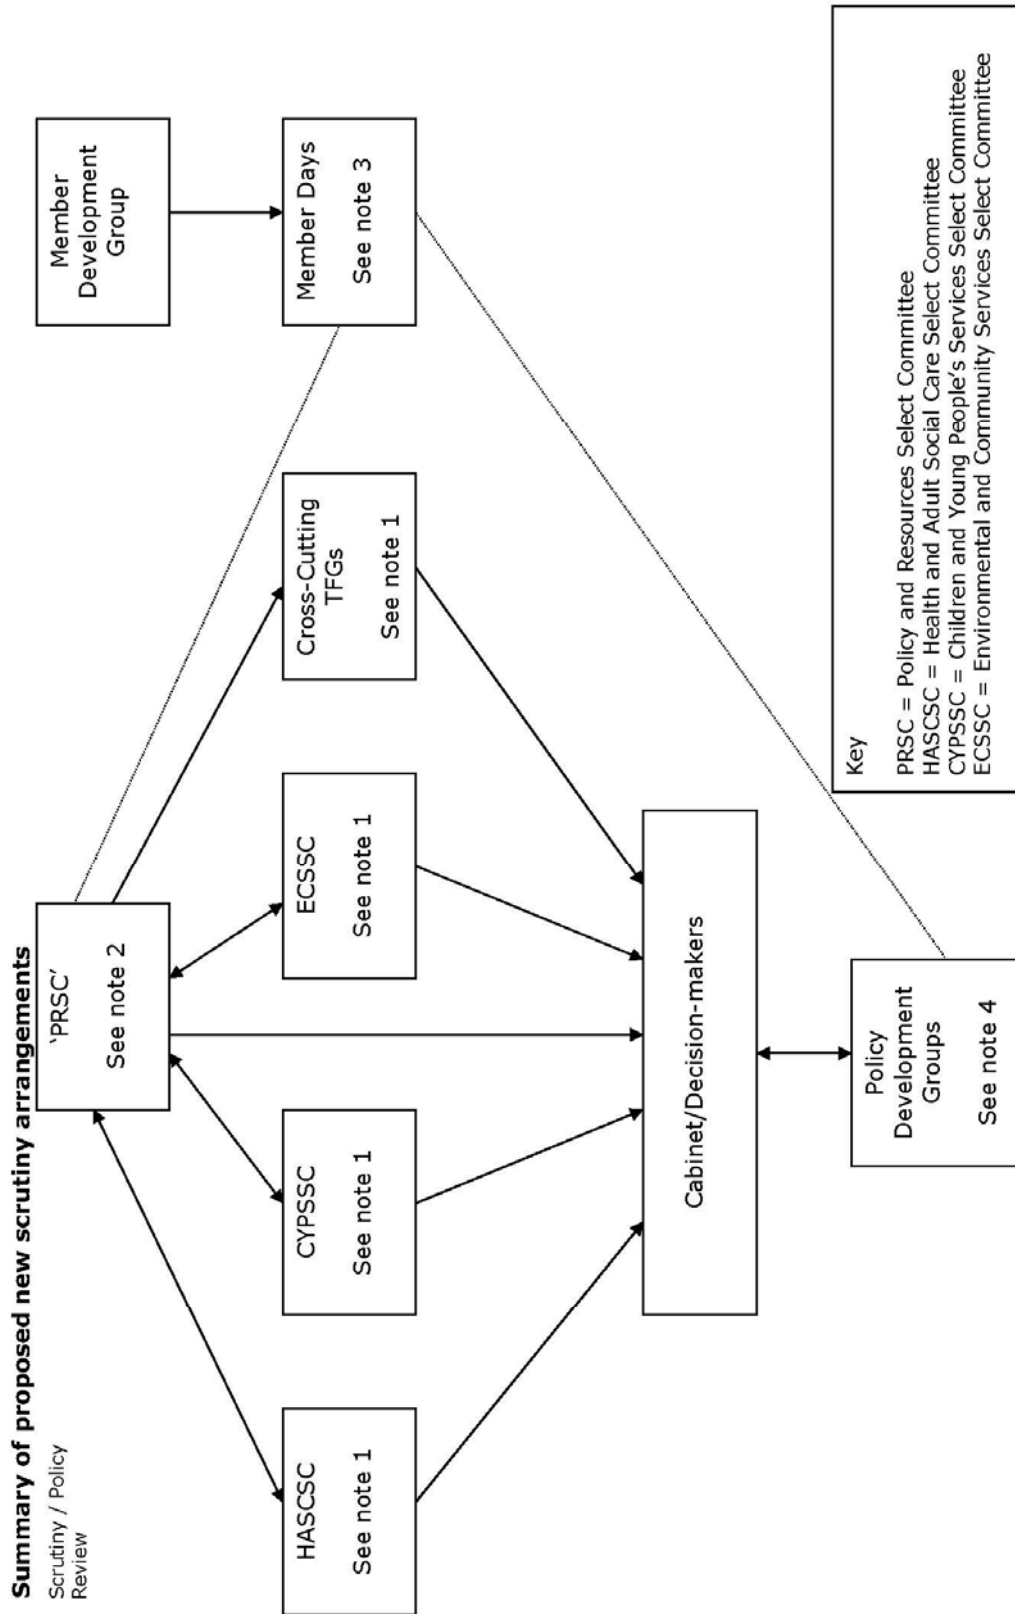 Summary of proposed new scrutiny arrangements
Scrutiny / Policy
Review
‘PRSC’
See note 2
Member
Development
Group
HASCSC
See note 1
CYPSSC
See note 1
ECSSC
See note 1
Cross-Cutting
TFGs
See note 1
Member Days
See note 3
Cabinet/Decision-makers
Policy
Development
Groups
See note 4
Key
PRSC = Policy and Resources Select Committee
HASCSC = Health and Adult Social Care Select Committee
CYPSSC = Children and Young People’s Services Select Committee
ECSSC = Environmental and Community Services Select Committee